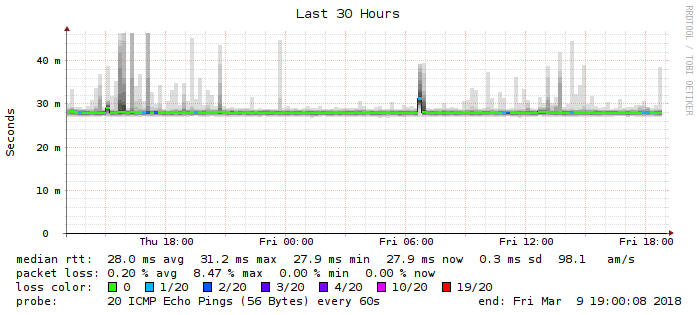 Last 30 Hours
RRDTOOL / TOBI OETIKER
Seconds
40 m
30 m
20 m
10 m
0
Thu 18:00 Fri 00:00 Fri 06:00 Fri 12:00 Fri 18:00
median rtt: 28.0 ms avg 31.2 ms max 27.9 ms min 27.9 ms now 0.3 ms sd 98.1 am/s
packet loss: 0.20 % avg 8.47 % max 0.00 % min 0.00 % now
loss color: 0 1/20 2/20 3/20 4/20 10/20 19/20
probe: 20 ICMP Echo Pings (56 Bytes) every 60s end: Fri Mar 9 19:00:08 2018